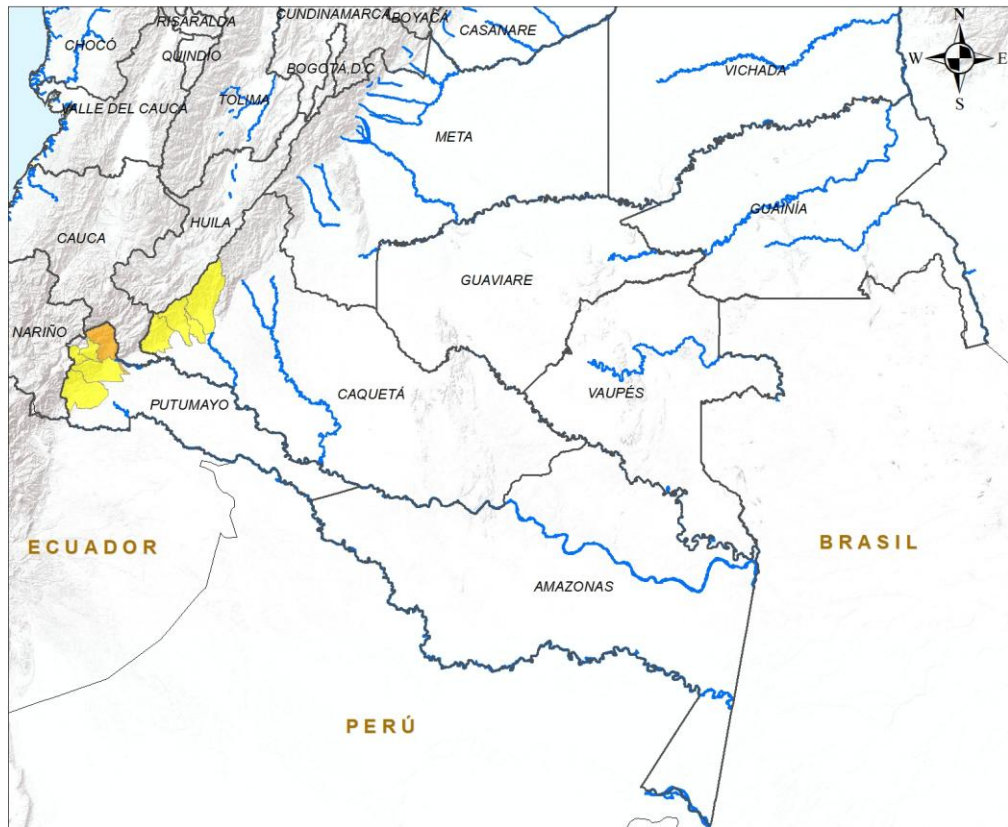 CUNDINAMARCA
BOYACÁ
RISARALDA
CASANARE
N
CHOCÓ
QUINDIO
BOGOTÁ D.C
W
E
VICHADA
TOLIMA
VALLE DEL CAUCA
S
META
GUAINÍA
HUILA
CAUCA
GUAVIARE
NARIÑO
CAQUETÁ
VAUPÉS
PUTUMAYO
ECUADOR
BRASIL
AMAZONAS
PERÚ